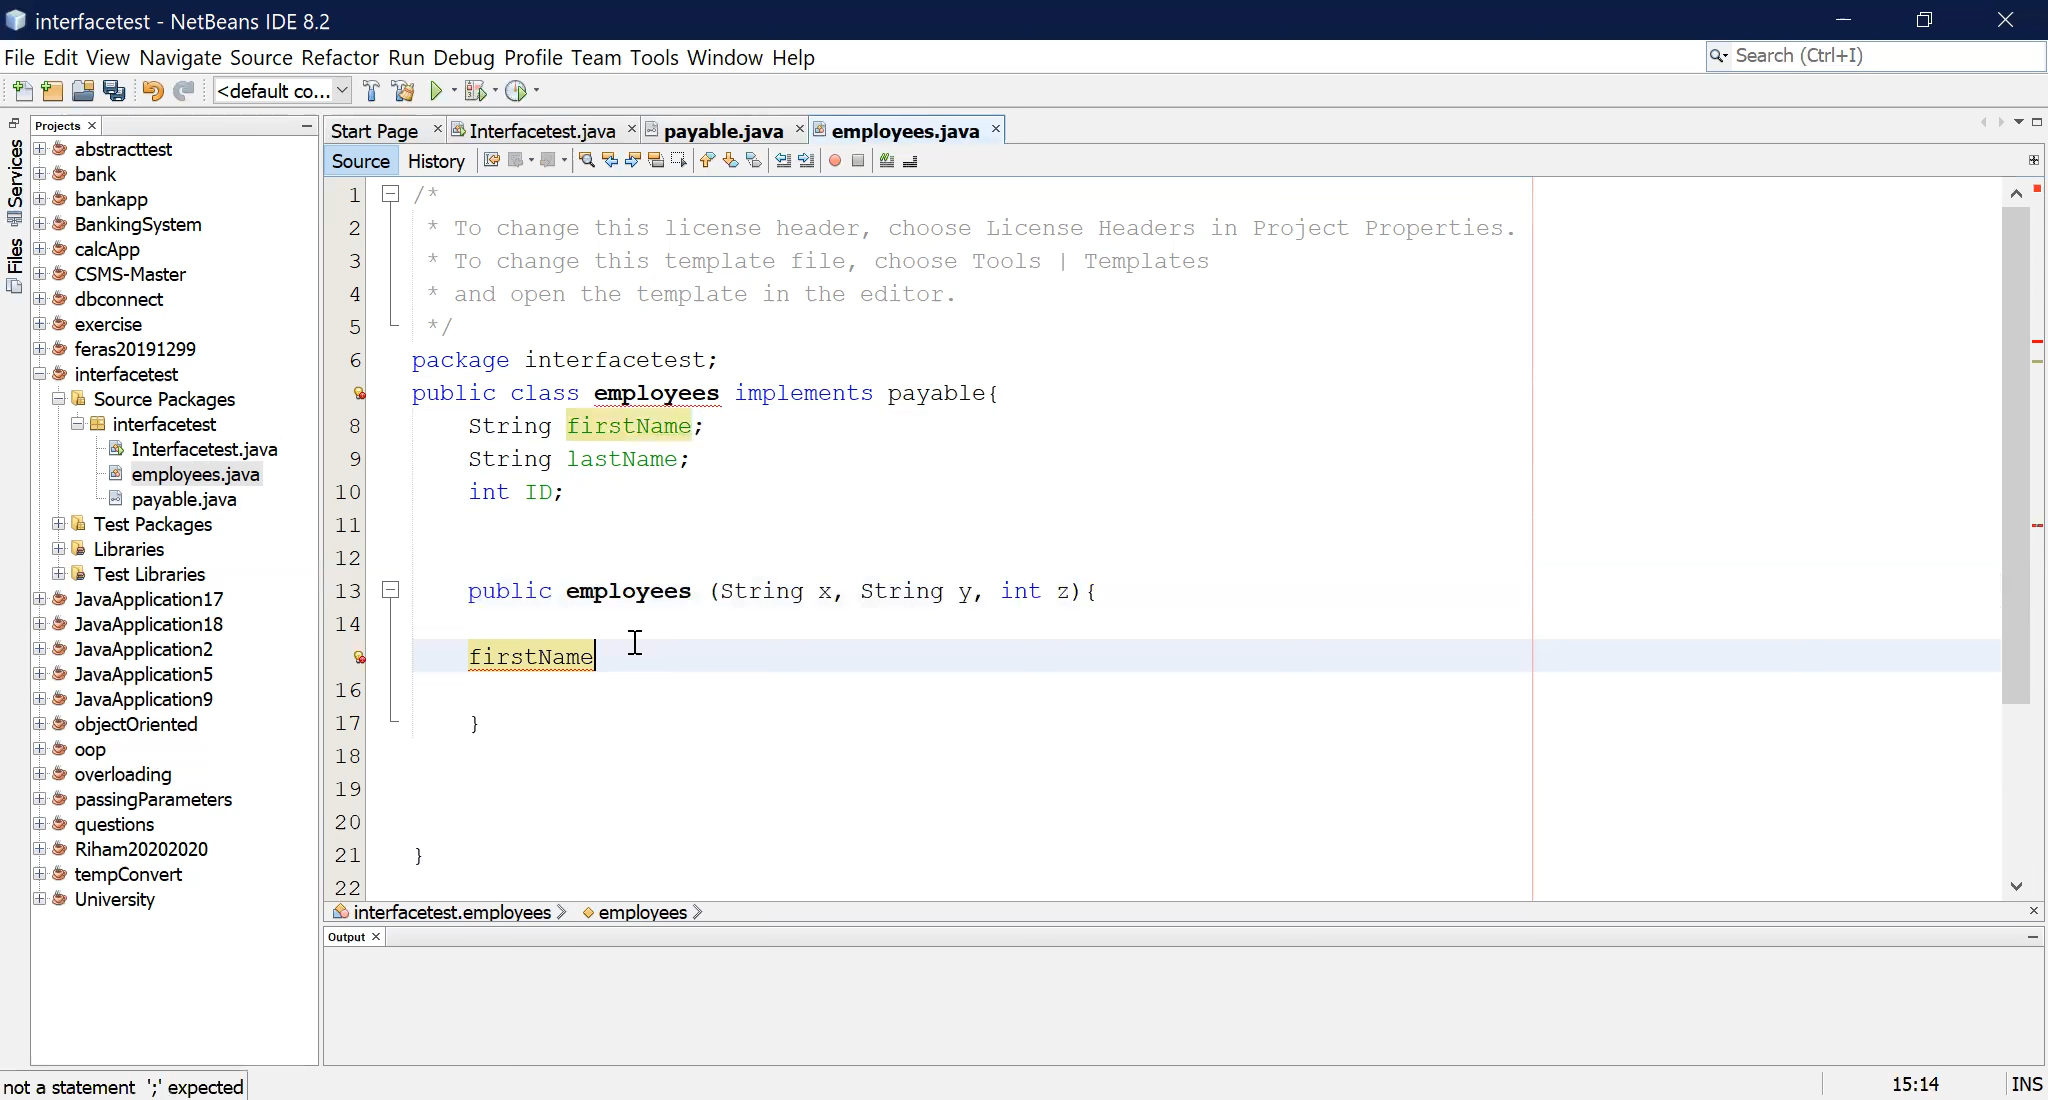 interfacetest - NetBeans IDE 8.2
File Edit View Navigate Source Refactor Run Debug Profile Team Tools Window Help
Search (Ctrl+I)
<default co...
Services
Files
Projects
abstracttest
bank
bankapp
BankingSystem
calcApp
CSMS-Master
dbconnect
exercise
feras20191299
interfacetest
Source Packages
interfacetest
Interfacetest.java
employees.java
payable.java
Test Packages
Libraries
Test Libraries
JavaApplication17
JavaApplication18
JavaApplication2
JavaApplication5
JavaApplication9
objectOriented
oop
overloading
passingParameters
questions
Riham20202020
tempConvert
University
Start Page Interfacetest.java payable.java employees.java
Source History
1 /*
2 * To change this license header, choose License Headers in Project Properties.
3 * To change this template file, choose Tools | Templates
4 * and open the template in the editor.
5 */
6 package interfacetest;
public class employees implements payable{
8 String firstName;
9 String lastName;
10 int ID;
11
12
13 public employees (String x, String y, int z){
14
firstName
16
17 }
18
19
20
21 }
22
interfacetest.employees employees
Output
not a statement ';' expected
15:14 INS